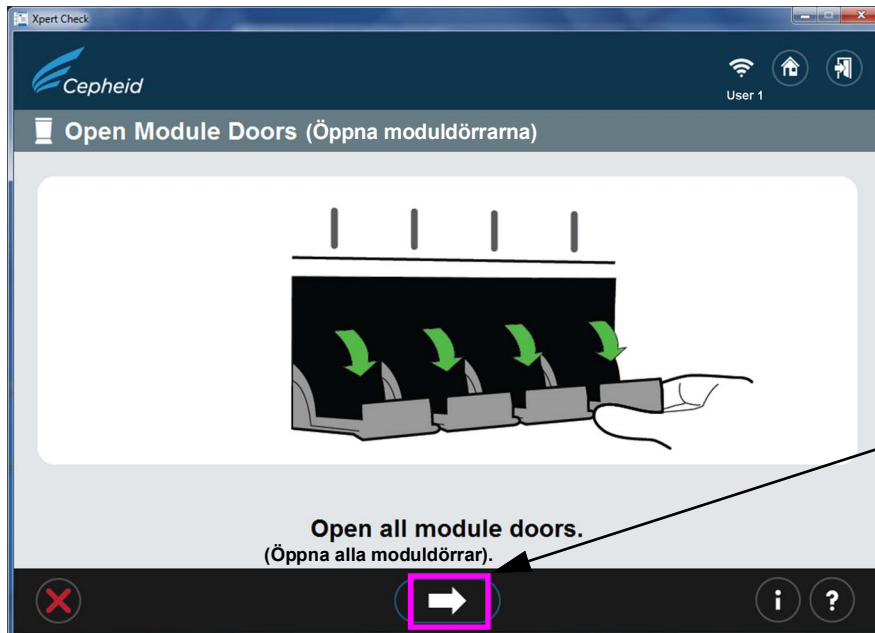 Xpert Check
Cepheid
User 1
Open Module Doors (Öppna moduldörrarna)
Open all module doors.
(Öppna alla moduldörrar).
i ?